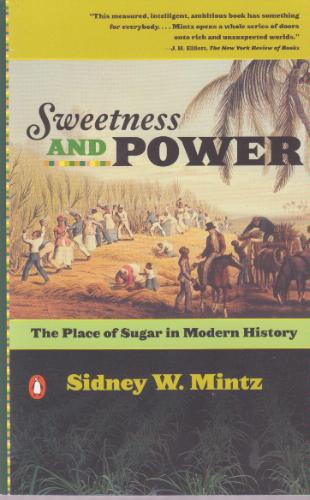 "This measured, intelligent, ambitious book has something
for everybody. . . . Mintz opens a whole series of doors
onto rich and unsuspected worlds."
—J. H. Elliott, The New York Review of Books
Sweetness
AND POWER
The Place of Sugar in Modern History
Sidney W. Mintz